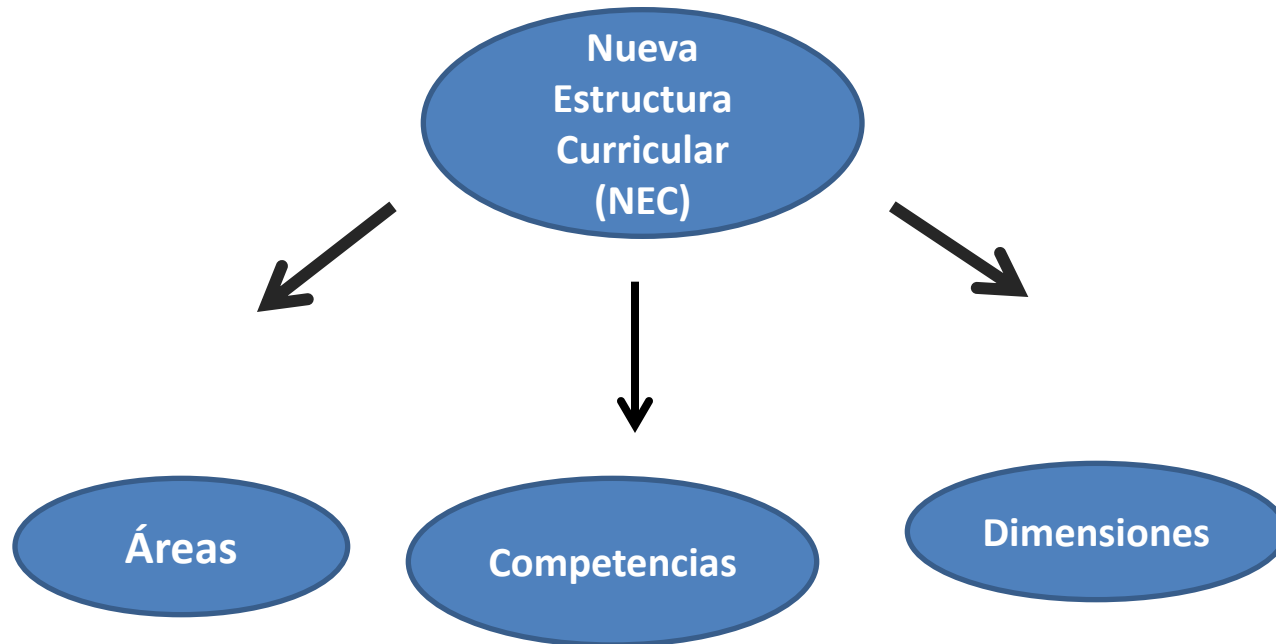 Nueva
Estructura
Curricular
(NEC)
Áreas
Competencias
Dimensiones